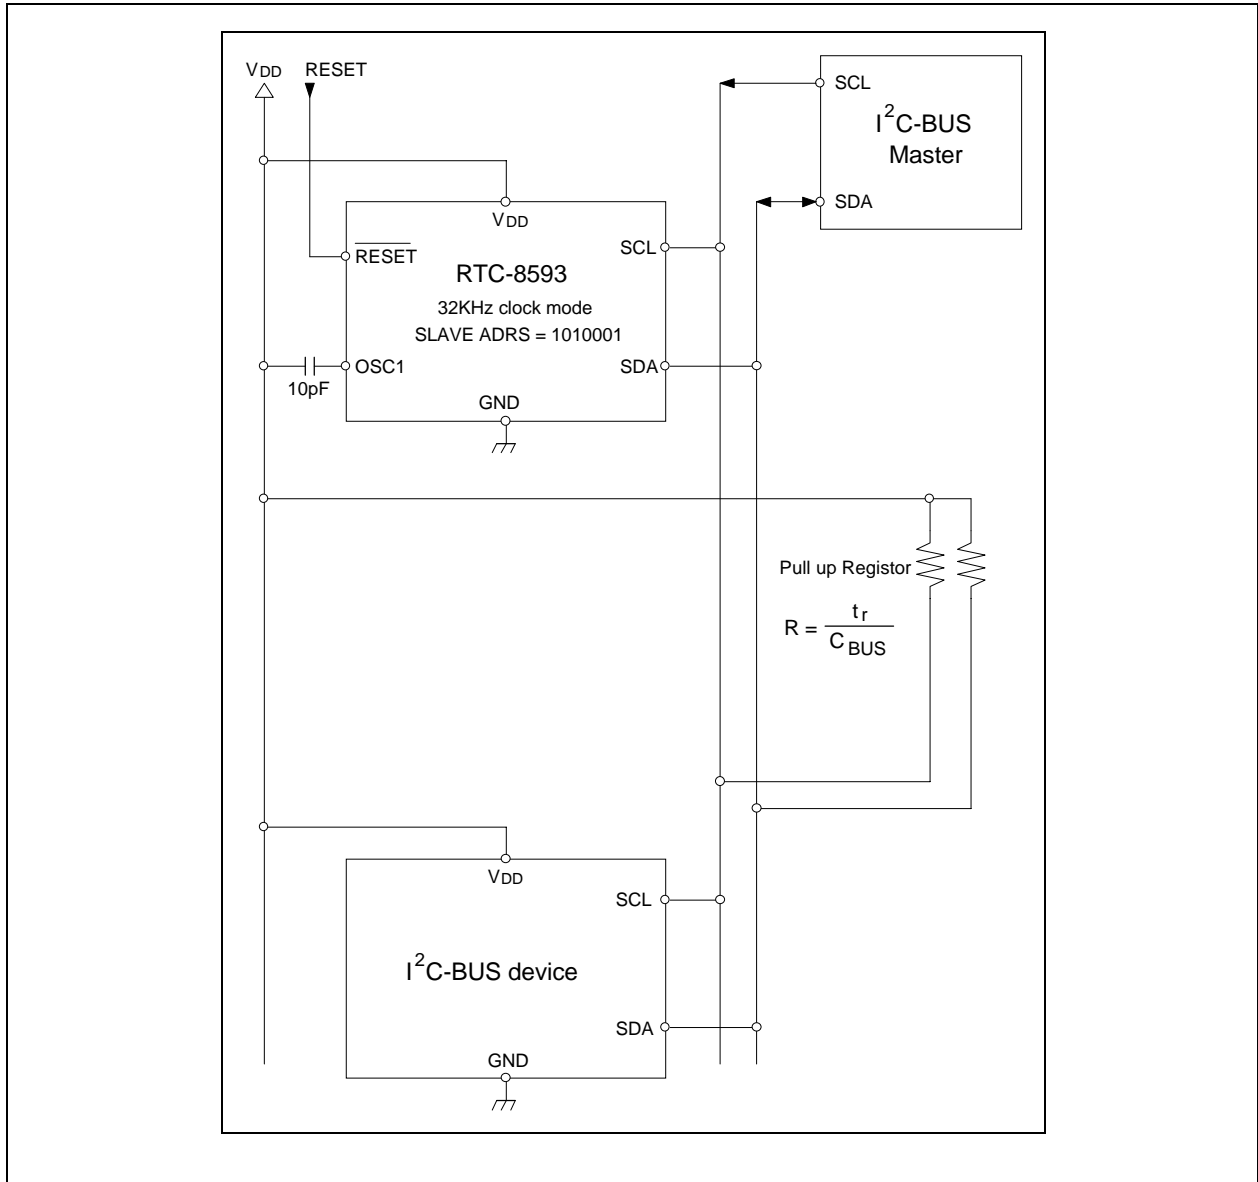 VDD RESET
SCL
I²C-BUS
Master
SDA
VDD
RESET
SCL
RTC-8593
32KHz clock mode
SLAVE ADRS = 1010001
OSC1
SDA
10pF
GND
Pull up Registor
R = tr / CBUS
VDD
SCL
I²C-BUS device
SDA
GND